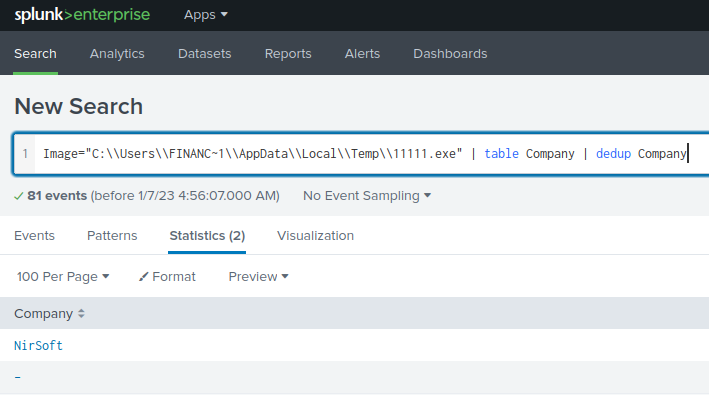 splunk>enterprise Apps
Search Analytics Datasets Reports Alerts Dashboards
New Search
1 Image="C:\\Users\\FINANC~1\\AppData\\Local\\Temp\\11111.exe" | table Company | dedup Company
81 events (before 1/7/23 4:56:07.000 AM) No Event Sampling
Events Patterns Statistics (2) Visualization
100 Per Page Format Preview
Company
NirSoft
-